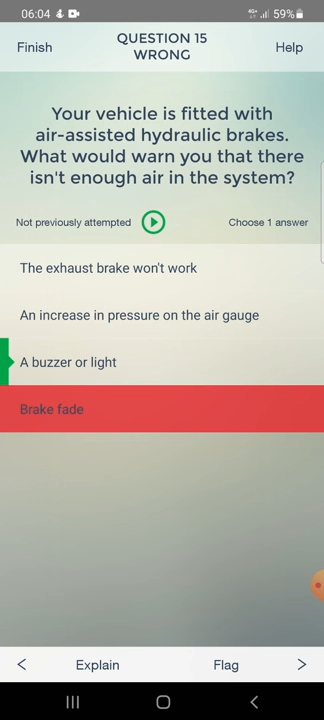 06:04 4G+ 59%
Finish QUESTION 15 Help
WRONG
Your vehicle is fitted with
air-assisted hydraulic brakes.
What would warn you that there
isn't enough air in the system?
Not previously attempted Choose 1 answer
The exhaust brake won't work
An increase in pressure on the air gauge
A buzzer or light
Brake fade
< Explain Flag >